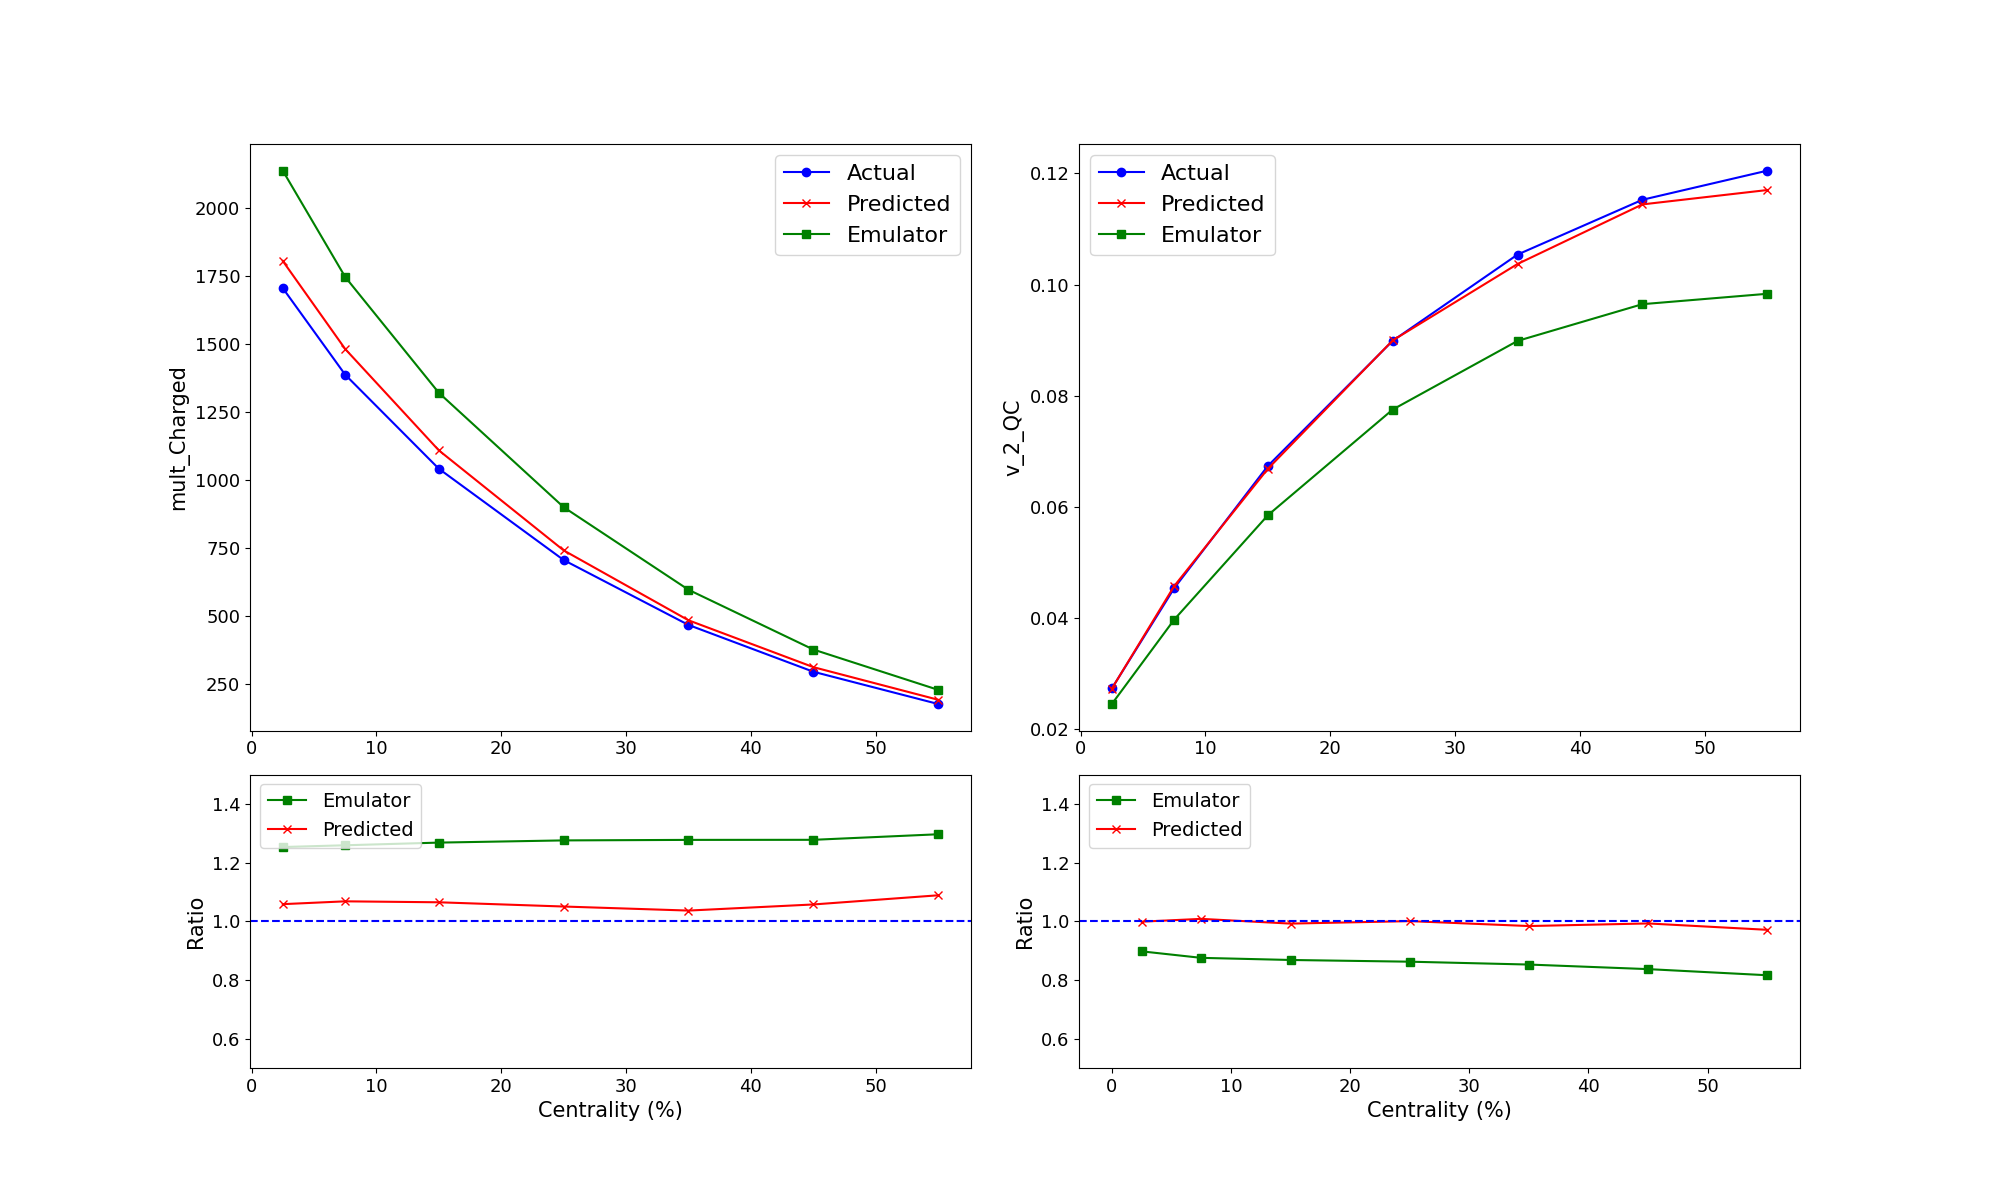 mult_Charged
2000
1750
1500
1250
1000
750
500
250
0 10 20 30 40 50
Actual
Predicted
Emulator
v_2_QC
0.12
0.10
0.08
0.06
0.04
0.02
0 10 20 30 40 50
Actual
Predicted
Emulator
Ratio
1.4
1.2
1.0
0.8
0.6
0 10 20 30 40 50
Centrality (%)
Emulator
Predicted
Ratio
1.4
1.2
1.0
0.8
0.6
0 10 20 30 40 50
Centrality (%)
Emulator
Predicted